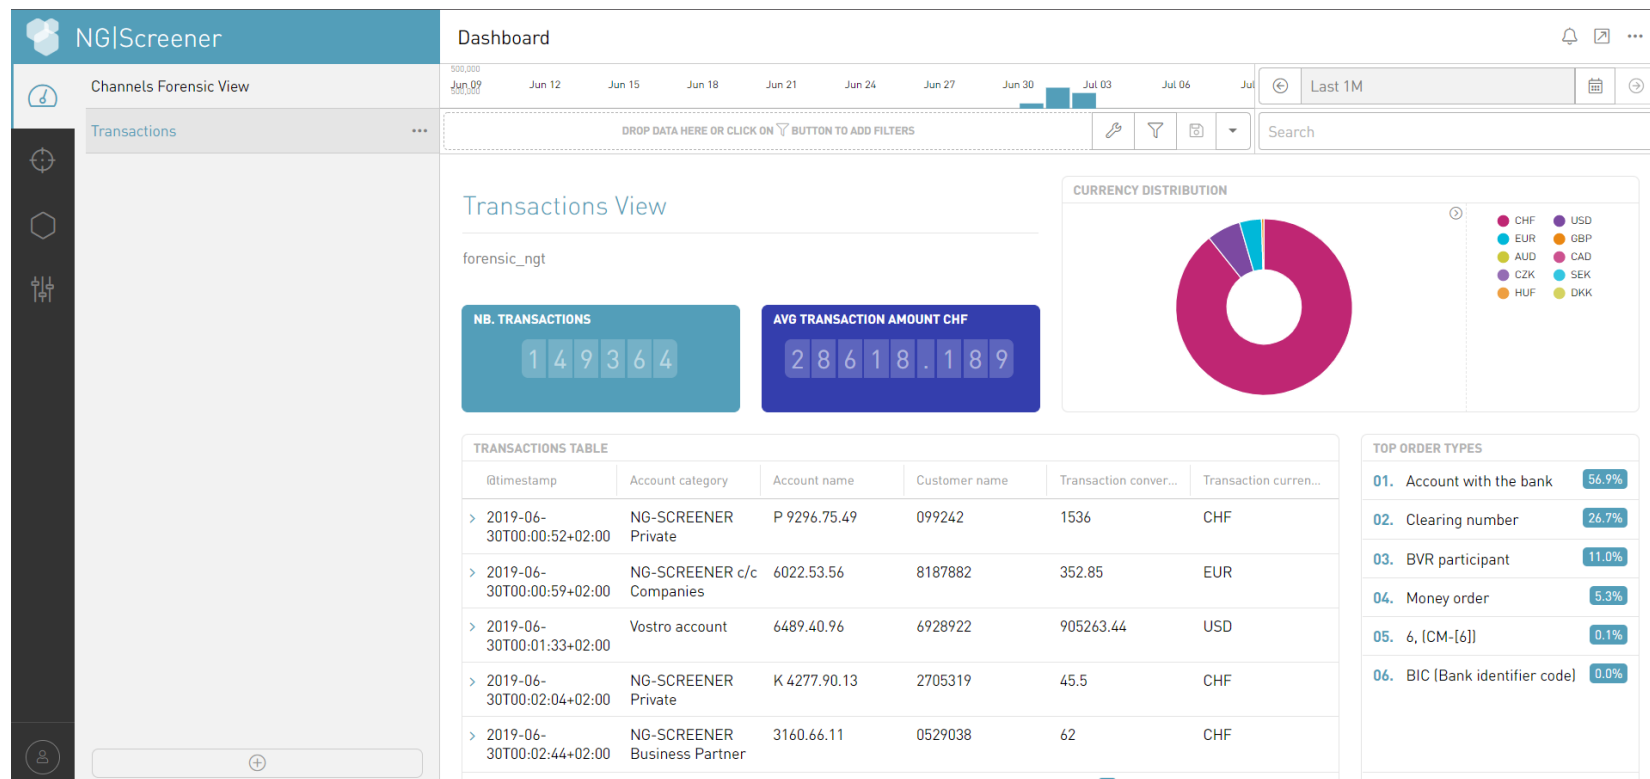 NG|Screener
Dashboard
Channels Forensic View
Transactions
500,000
Jun 09 Jun 12 Jun 15 Jun 18 Jun 21 Jun 24 Jun 27 Jun 30 Jul 03 Jul 06 Jul
Last 1M
DROP DATA HERE OR CLICK ON BUTTON TO ADD FILTERS
Search
Transactions View
forensic_ngt
NB. TRANSACTIONS
149364
AVG TRANSACTION AMOUNT CHF
28618.189
CURRENCY DISTRIBUTION
CHF USD
EUR GBP
AUD CAD
CZK SEK
HUF DKK
TRANSACTIONS TABLE
@timestamp Account category Account name Customer name Transaction conver... Transaction curren...
2019-06- NG-SCREENER P 9296.75.49 099242 1536 CHF
30T00:00:52+02:00 Private
2019-06- NG-SCREENER c/c 6022.53.56 8187882 352.85 EUR
30T00:00:59+02:00 Companies
2019-06- Vostro account 6489.40.96 6928922 905263.44 USD
30T00:01:33+02:00
2019-06- NG-SCREENER K 4277.90.13 2705319 45.5 CHF
30T00:02:04+02:00 Private
2019-06- NG-SCREENER 3160.66.11 0529038 62 CHF
30T00:02:44+02:00 Business Partner
TOP ORDER TYPES
01. Account with the bank 56.9%
02. Clearing number 26.7%
03. BVR participant 11.0%
04. Money order 5.3%
05. 6, (CM-[6]) 0.1%
06. BIC (Bank identifier code) 0.0%